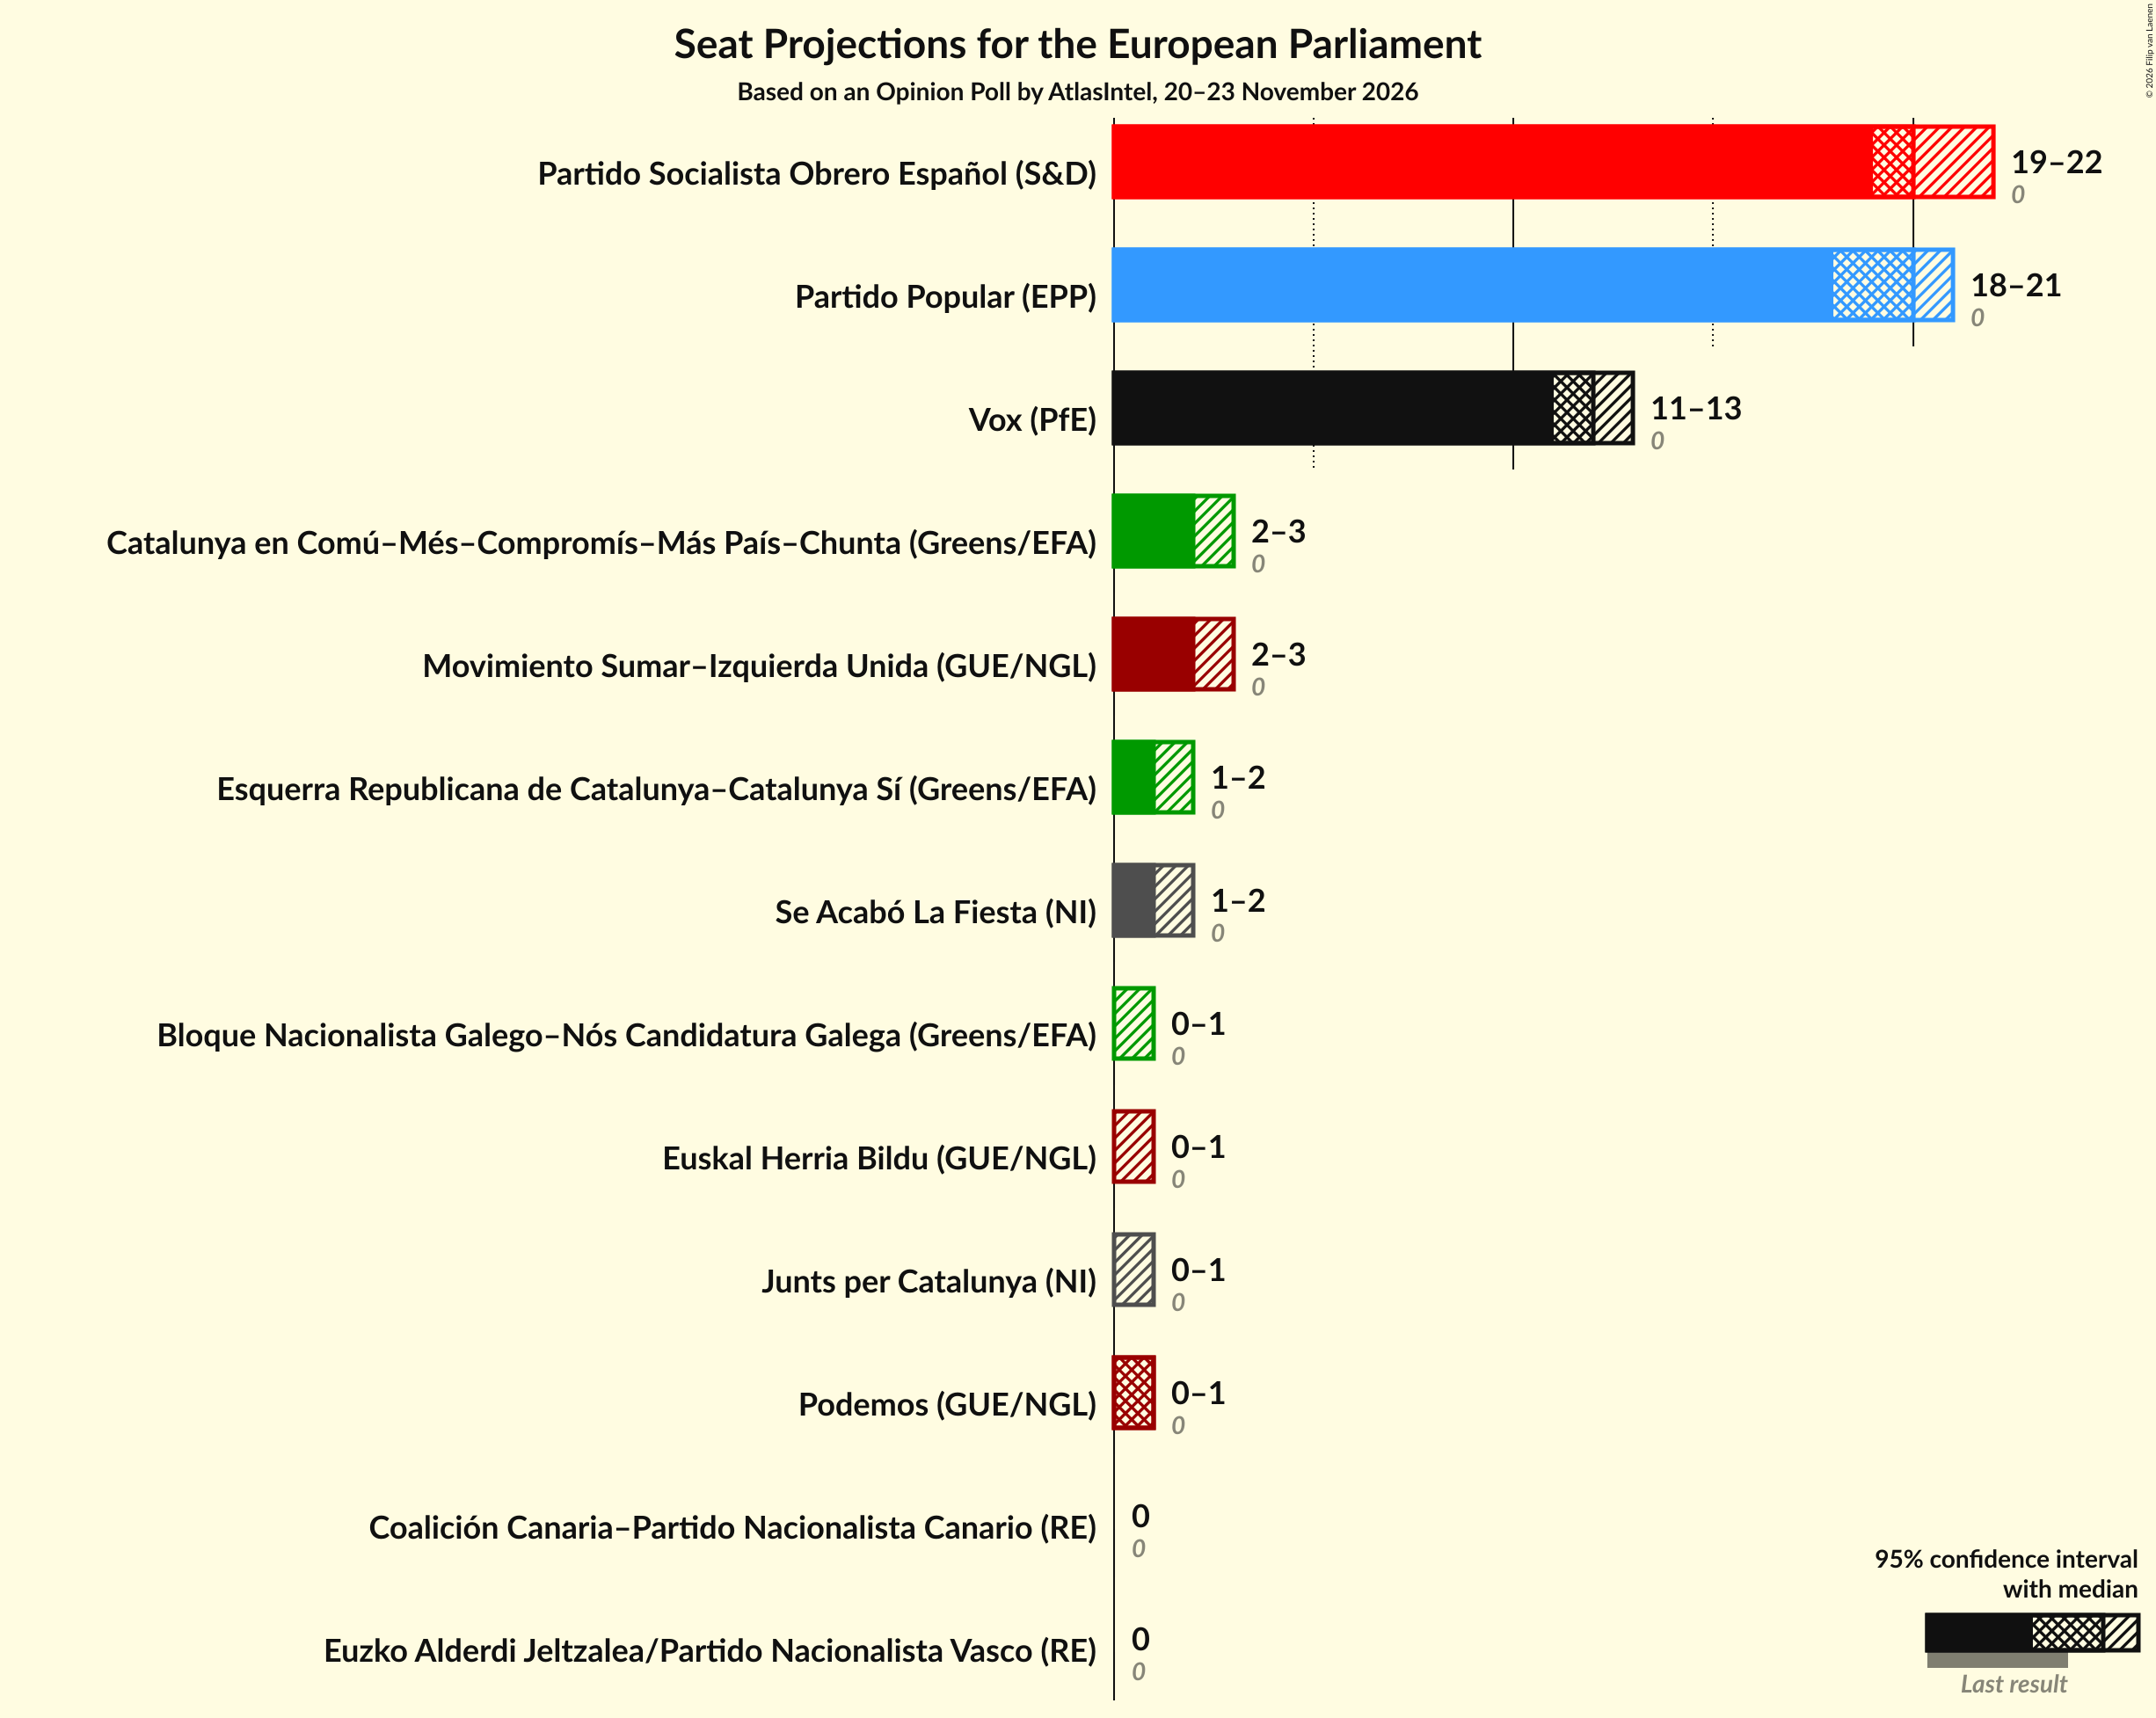 Seat Projections for the European Parliament
Based on an Opinion Poll by AtlasIntel, 20–23 November 2026
© 2026 Filip van Laenen
Partido Socialista Obrero Español (S&D)
19–22
0
Partido Popular (EPP)
18–21
0
Vox (PfE)
11–13
0
Catalunya en Comú–Més–Compromís–Más País–Chunta (Greens/EFA)
2–3
0
Movimiento Sumar–Izquierda Unida (GUE/NGL)
2–3
0
Esquerra Republicana de Catalunya–Catalunya Sí (Greens/EFA)
1–2
0
Se Acabó La Fiesta (NI)
1–2
0
Bloque Nacionalista Galego–Nós Candidatura Galega (Greens/EFA)
0–1
0
Euskal Herria Bildu (GUE/NGL)
0–1
0
Junts per Catalunya (NI)
0–1
0
Podemos (GUE/NGL)
0–1
0
Coalición Canaria–Partido Nacionalista Canario (RE)
0
0
Euzko Alderdi Jeltzalea/Partido Nacionalista Vasco (RE)
0
0
95% confidence interval
with median
Last result